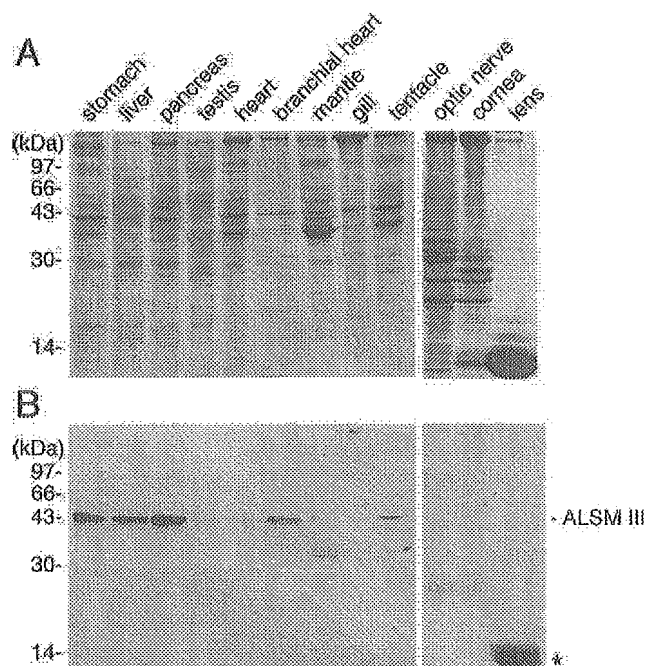 A
stomach
liver
pancreas
testis
heart
branchial heart
mantle
gill
tentacle
optic nerve
cornea
lens
(kDa)
97-
66-
43-
30-
14-
B
(kDa)
97-
66-
43-
30-
14-
ALSM III
*